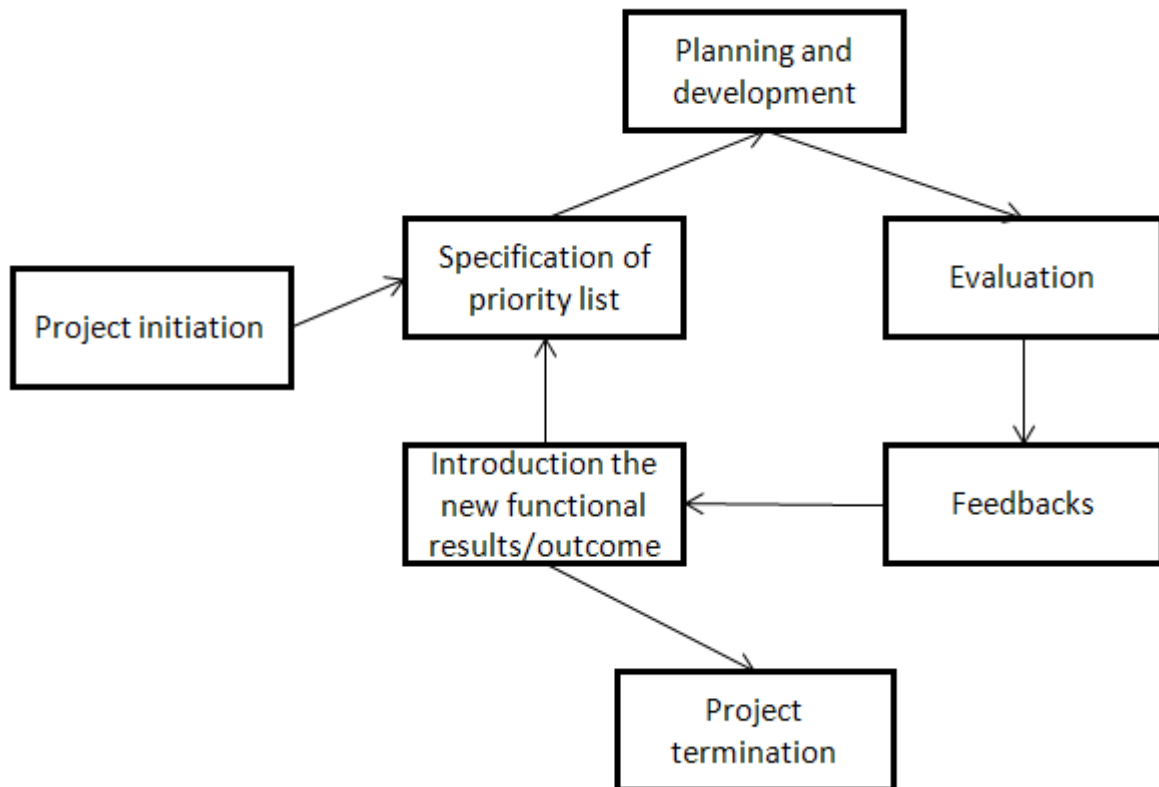 Planning and
development
Specification of
priority list
Evaluation
Project initiation
Introduction the
new functional
results/outcome
Feedbacks
Project
termination